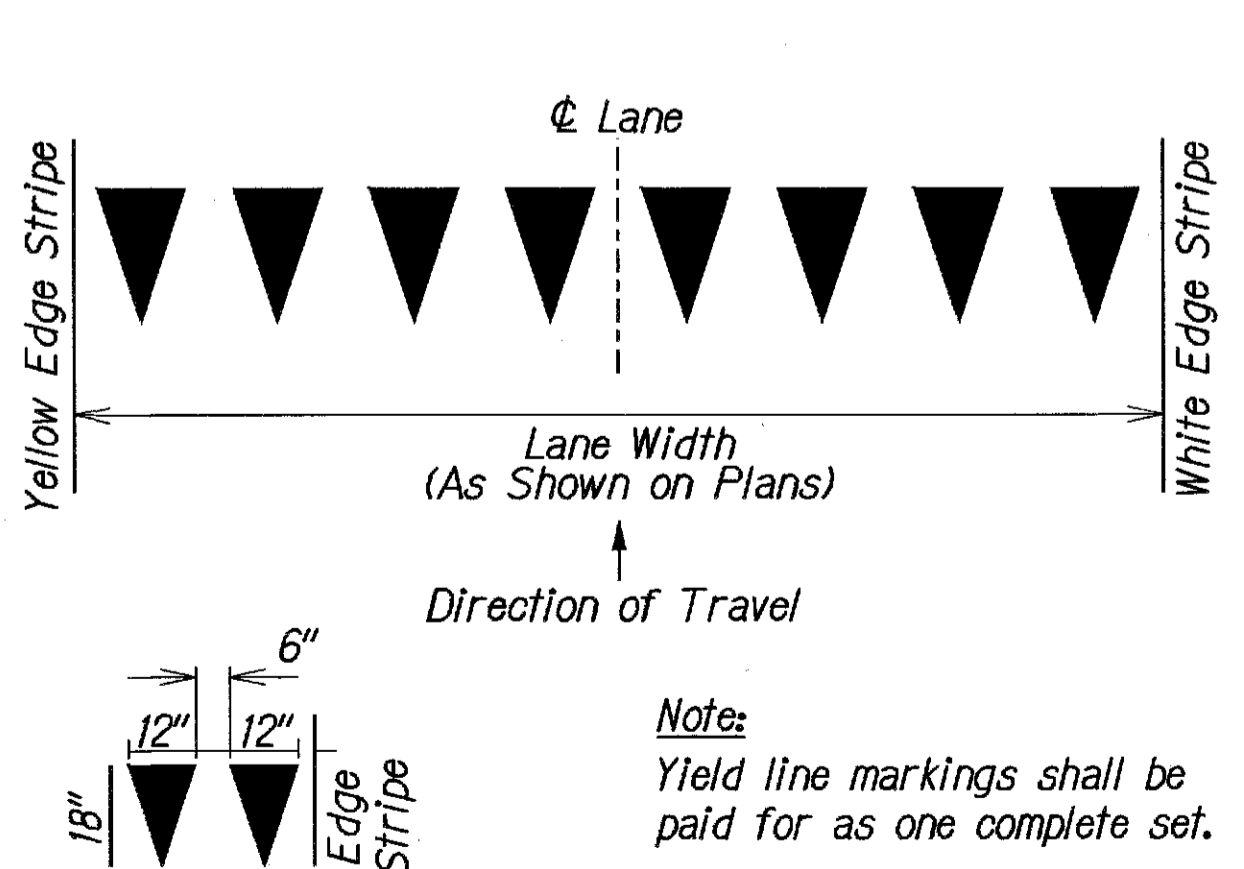 ℄ Lane
Yellow Edge Stripe
White Edge Stripe
Lane Width
(As Shown on Plans)
Direction of Travel
6"
12"
12"
18"
Edge
Stripe
Note:
Yield line markings shall be
paid for as one complete set.